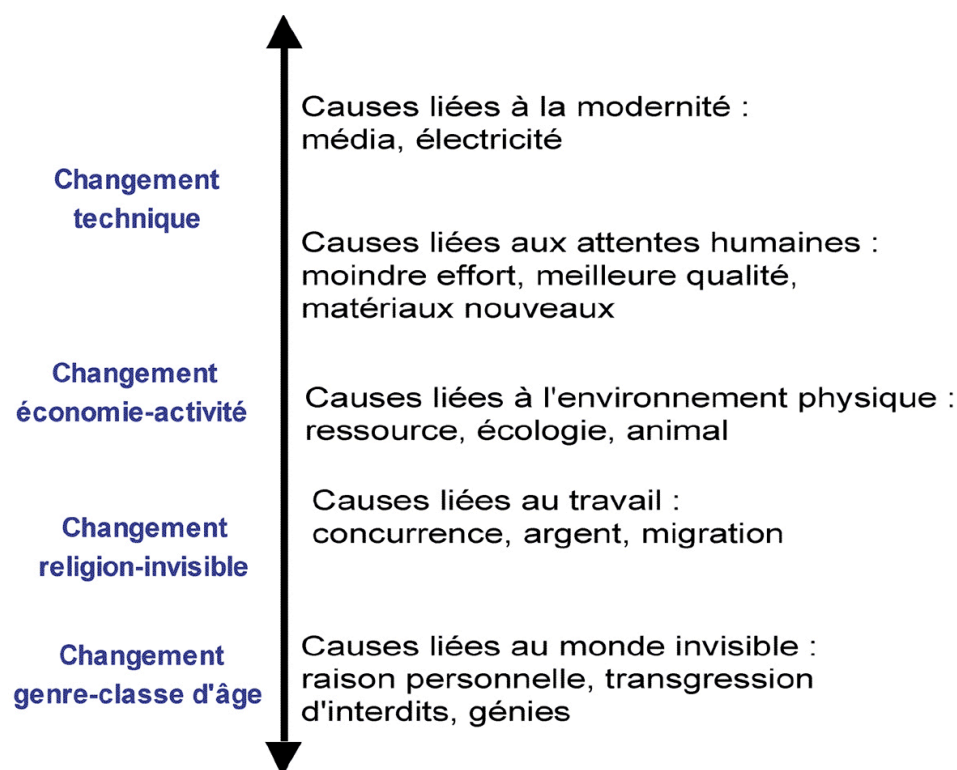 Causes liées à la modernité :
média, électricité
Changement
technique
Causes liées aux attentes humaines :
moindre effort, meilleure qualité,
matériaux nouveaux
Changement
économie-activité
Causes liées à l'environnement physique :
ressource, écologie, animal
Causes liées au travail :
concurrence, argent, migration
Changement
religion-invisible
Causes liées au monde invisible :
raison personnelle, transgression
d'interdits, génies
Changement
genre-classe d'âge